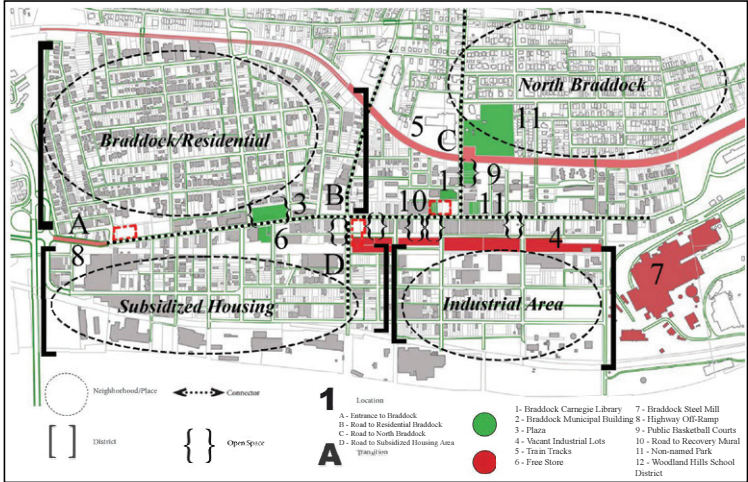 North Braddock
5
C
11
Braddock/Residential
9
1
3
B
10
11
A
6
4
8
D
7
Subsidized Housing
Industrial Area
Neighborhood/Place
Connector
District
Open Space
1
Location
A - Entrance to Braddock
B - Road to Residential Braddock
C - Road to North Braddock
D - Road to Subsidized Housing Area
A
Transition
1- Braddock Carnegie Library
2 - Braddock Municipal Building
3 - Plaza
4 - Vacant Industrial Lots
5 - Train Tracks
6 - Free Store
7 - Braddock Steel Mill
8 - Highway Off-Ramp
9 - Public Basketball Courts
10 - Road to Recovery Mural
11 - Non-named Park
12 - Woodland Hills School
District